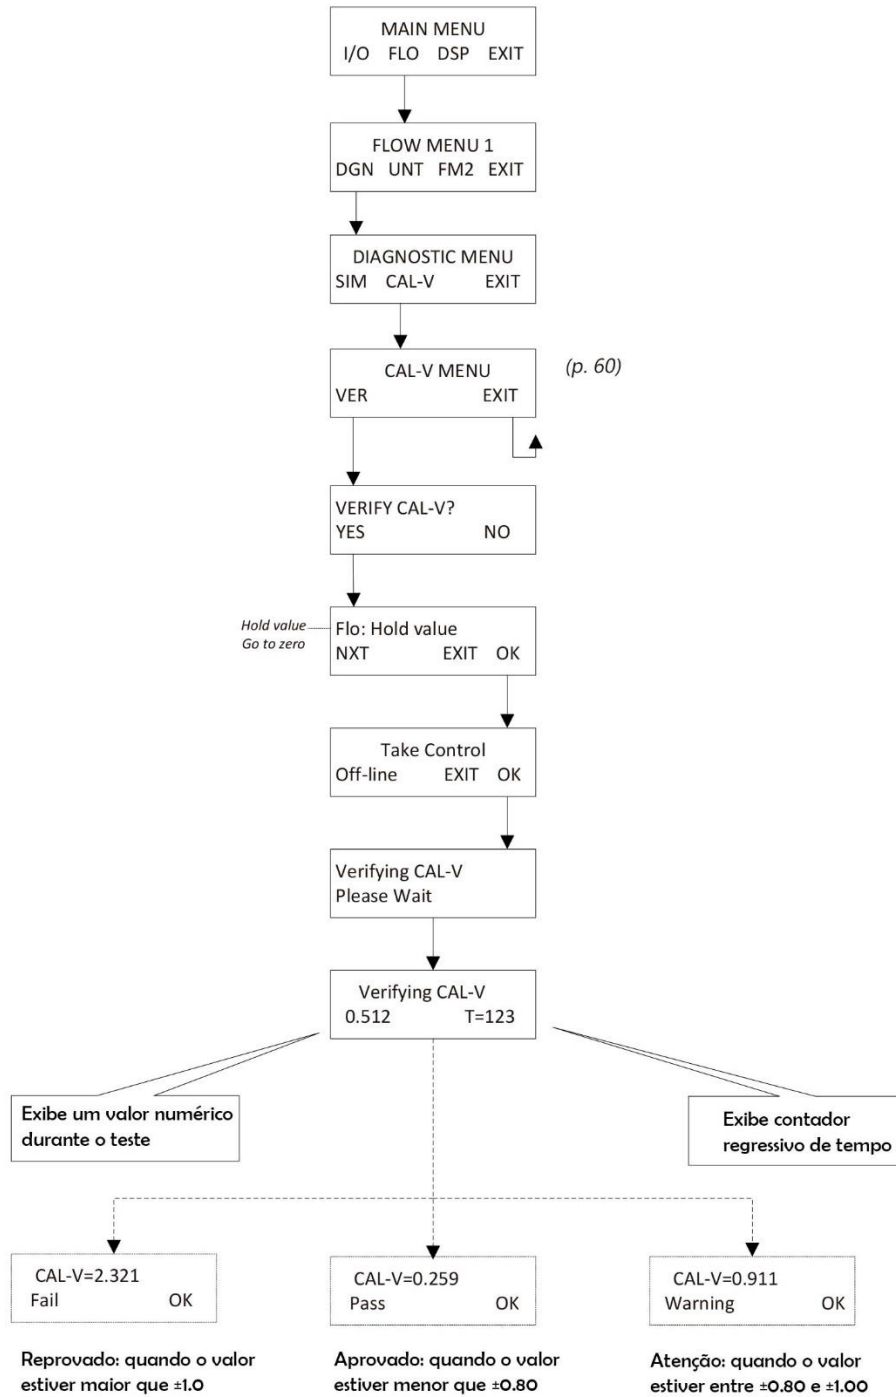 MAIN MENU
I/O FLO DSP EXIT
FLOW MENU 1
DGN UNT FM2 EXIT
DIAGNOSTIC MENU
SIM CAL-V EXIT
CAL-V MENU
VER EXIT
(p. 60)
VERIFY CAL-V?
YES NO
Hold value
Go to zero
Flo: Hold value
NXT EXIT OK
Take Control
Off-line EXIT OK
Verifying CAL-V
Please Wait
Verifying CAL-V
0.512 T=123
Exibe um valor numérico
durante o teste
Exibe contador
regressivo de tempo
CAL-V=2.321
Fail OK
CAL-V=0.259
Pass OK
CAL-V=0.911
Warning OK
Reprovado: quando o valor
estiver maior que ±1.0
Aprovado: quando o valor
estiver menor que ±0.80
Atenção: quando o valor
estiver entre ±0.80 e ±1.00